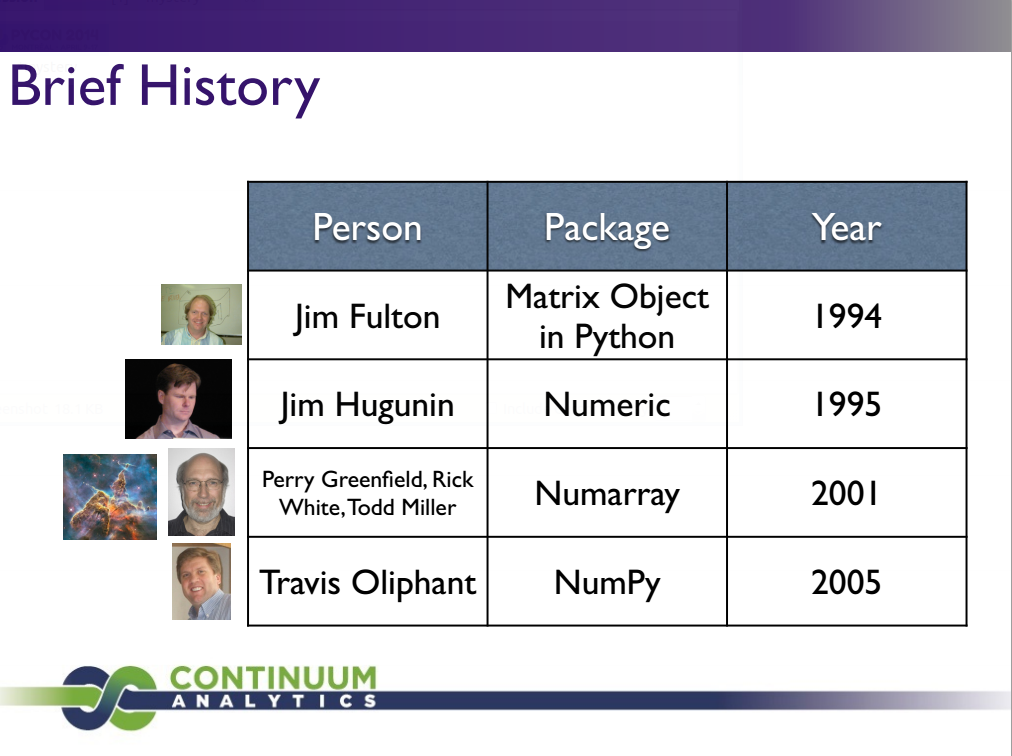 Brief History
Person Package Year
Jim Fulton Matrix Object in Python 1994
Jim Hugunin Numeric 1995
Perry Greenfield, Rick White, Todd Miller Numarray 2001
Travis Oliphant NumPy 2005
CONTINUUM
ANALYTICS